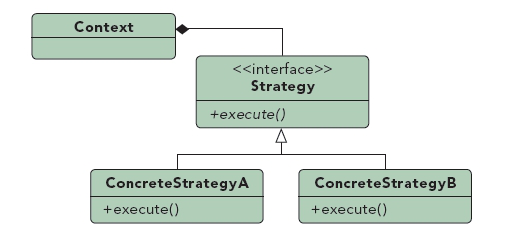 Context
<<interface>>
Strategy
+execute()
ConcreteStrategyA
+execute()
ConcreteStrategyB
+execute()